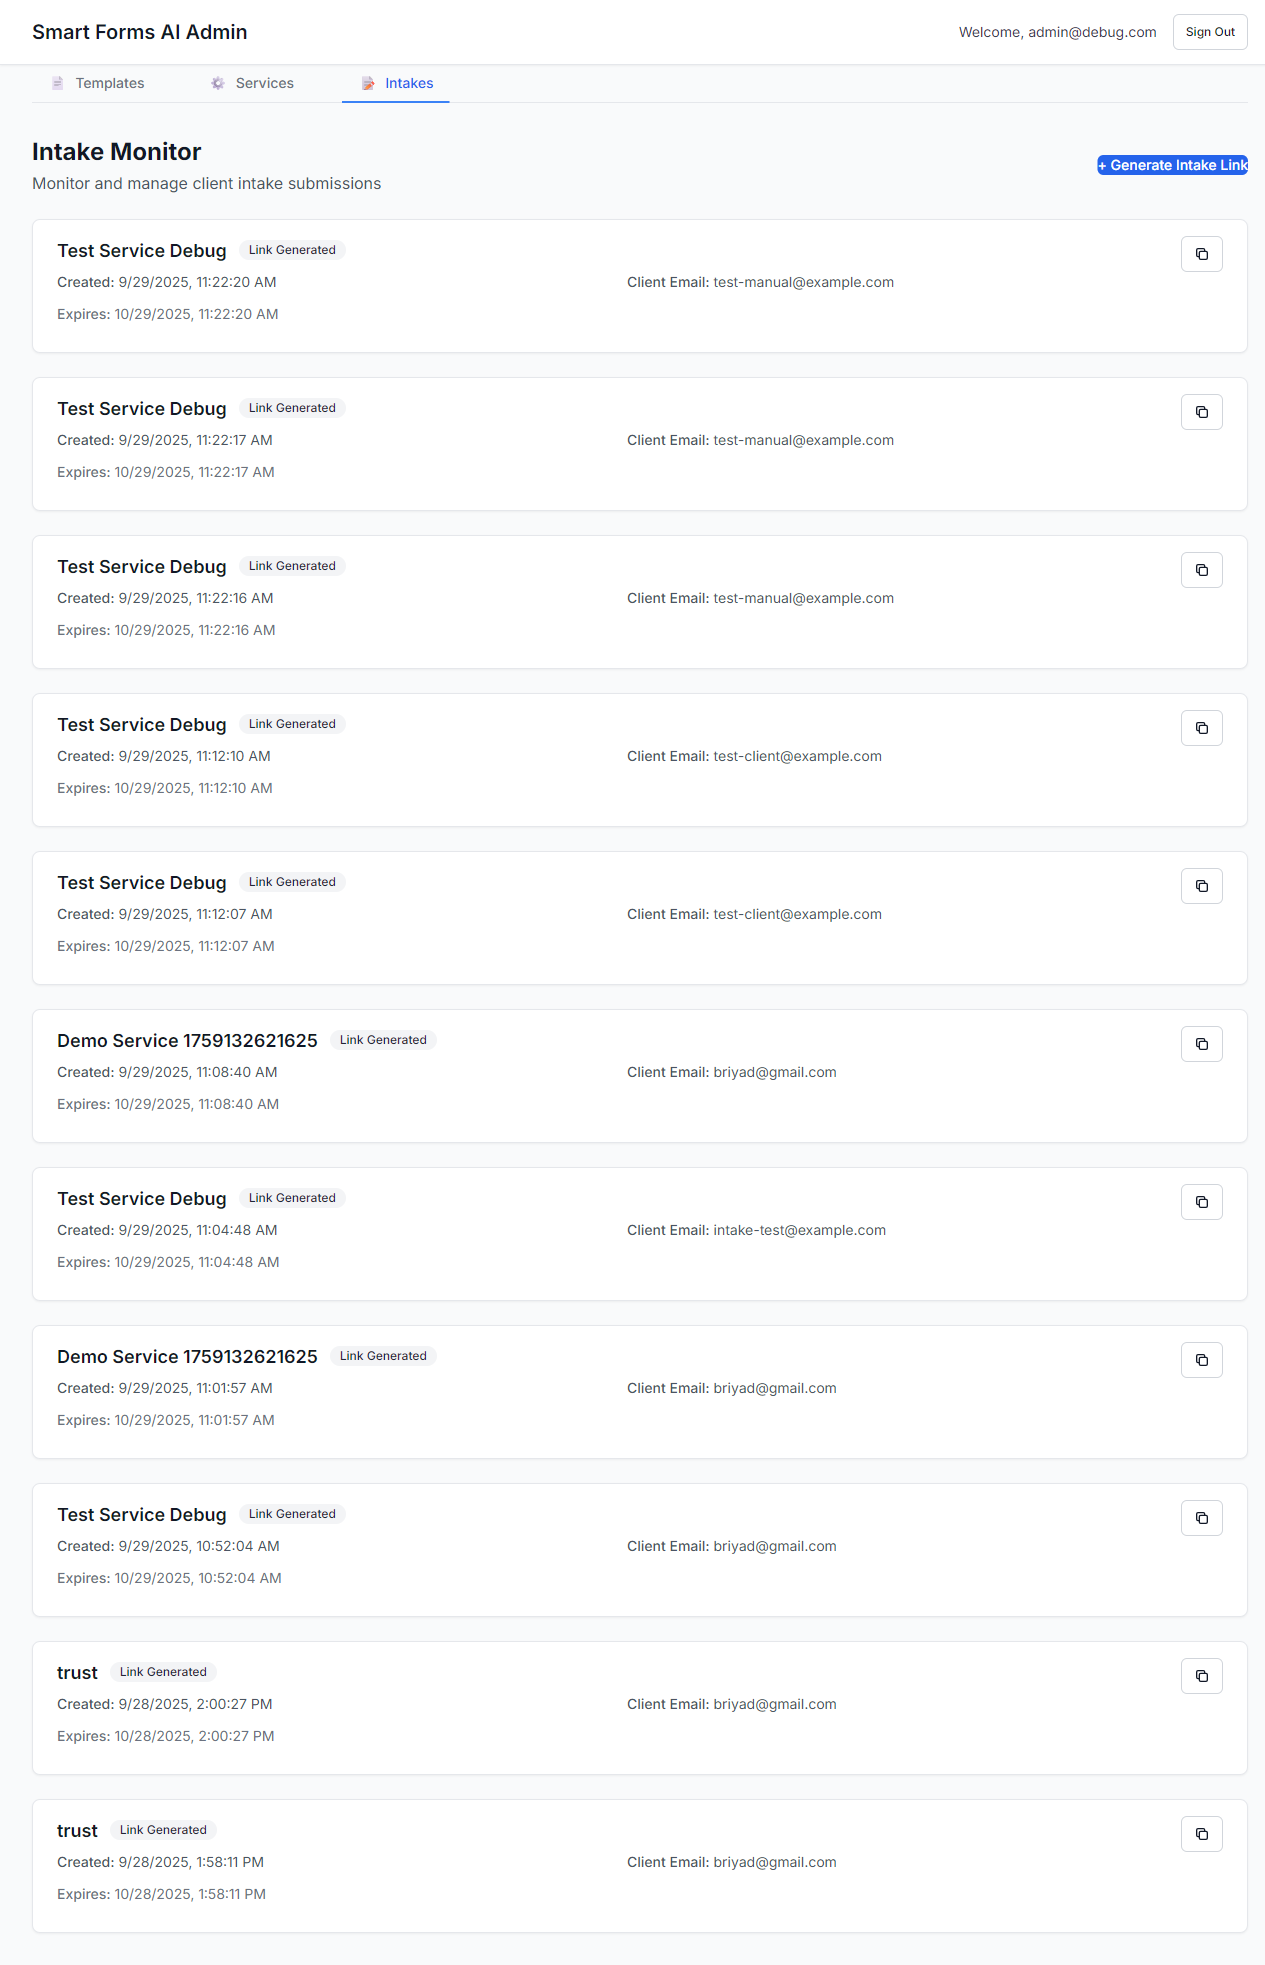 Smart Forms AI Admin
Welcome, admin@debug.com
Sign Out
Templates
Services
Intakes
Intake Monitor
Monitor and manage client intake submissions
+ Generate Intake Link
Test Service Debug Link Generated
Created: 9/29/2025, 11:22:20 AM
Client Email: test-manual@example.com
Expires: 10/29/2025, 11:22:20 AM
Test Service Debug Link Generated
Created: 9/29/2025, 11:22:17 AM
Client Email: test-manual@example.com
Expires: 10/29/2025, 11:22:17 AM
Test Service Debug Link Generated
Created: 9/29/2025, 11:22:16 AM
Client Email: test-manual@example.com
Expires: 10/29/2025, 11:22:16 AM
Test Service Debug Link Generated
Created: 9/29/2025, 11:12:10 AM
Client Email: test-client@example.com
Expires: 10/29/2025, 11:12:10 AM
Test Service Debug Link Generated
Created: 9/29/2025, 11:12:07 AM
Client Email: test-client@example.com
Expires: 10/29/2025, 11:12:07 AM
Demo Service 1759132621625 Link Generated
Created: 9/29/2025, 11:08:40 AM
Client Email: briyad@gmail.com
Expires: 10/29/2025, 11:08:40 AM
Test Service Debug Link Generated
Created: 9/29/2025, 11:04:48 AM
Client Email: intake-test@example.com
Expires: 10/29/2025, 11:04:48 AM
Demo Service 1759132621625 Link Generated
Created: 9/29/2025, 11:01:57 AM
Client Email: briyad@gmail.com
Expires: 10/29/2025, 11:01:57 AM
Test Service Debug Link Generated
Created: 9/29/2025, 10:52:04 AM
Client Email: briyad@gmail.com
Expires: 10/29/2025, 10:52:04 AM
trust Link Generated
Created: 9/28/2025, 2:00:27 PM
Client Email: briyad@gmail.com
Expires: 10/28/2025, 2:00:27 PM
trust Link Generated
Created: 9/28/2025, 1:58:11 PM
Client Email: briyad@gmail.com
Expires: 10/28/2025, 1:58:11 PM